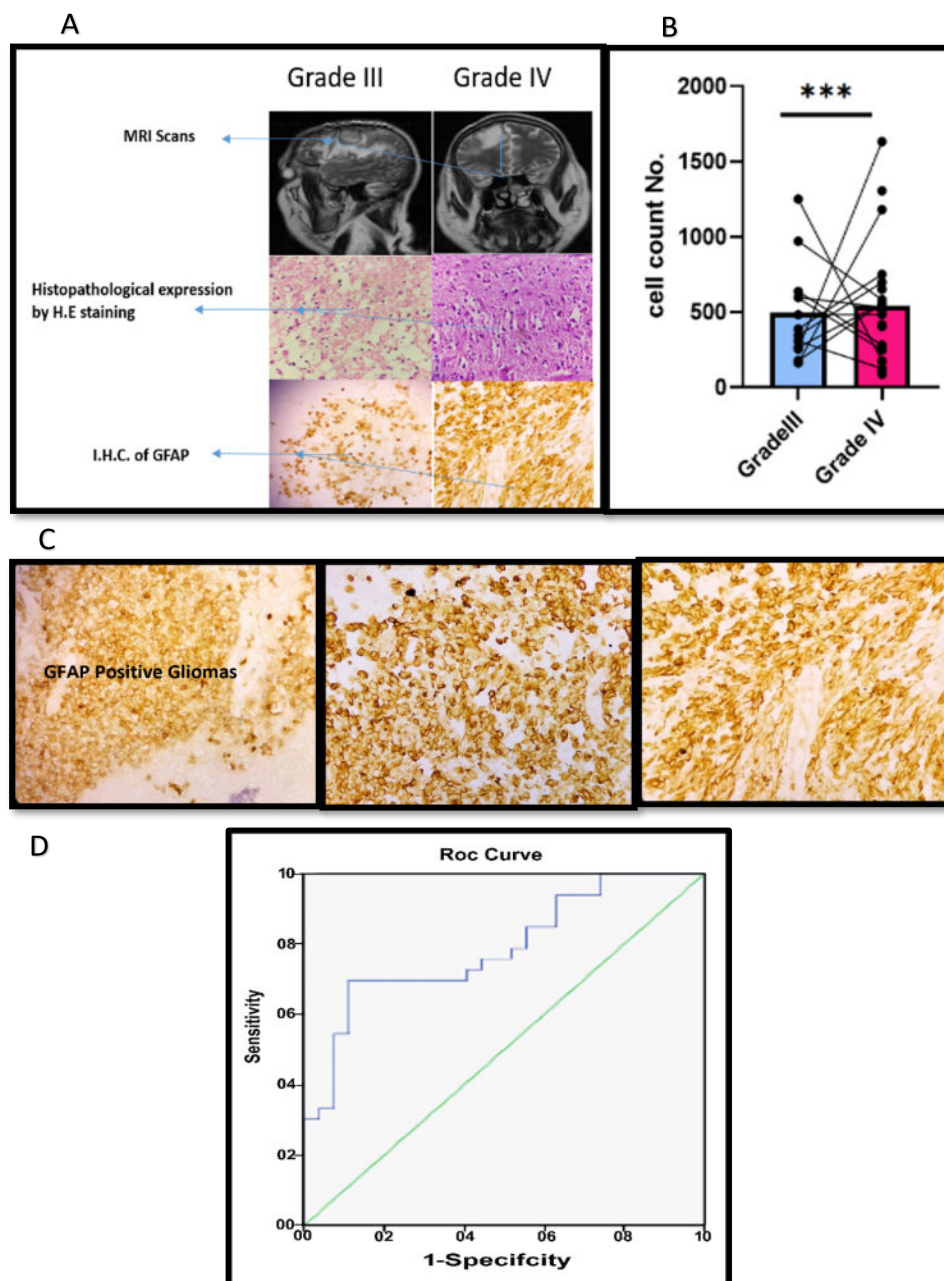 A
B
Grade III
Grade IV
MRI Scans
Histopathological expression
by H.E staining
I.H.C. of GFAP
***
2000
1500
1000
500
0
cell count No.
GradeIII
Grade IV
C
GFAP Positive Gliomas
D
Roc Curve
10
08
06
04
02
00
Sensitivity
00 02 04 06 08 10
1-Specifcity